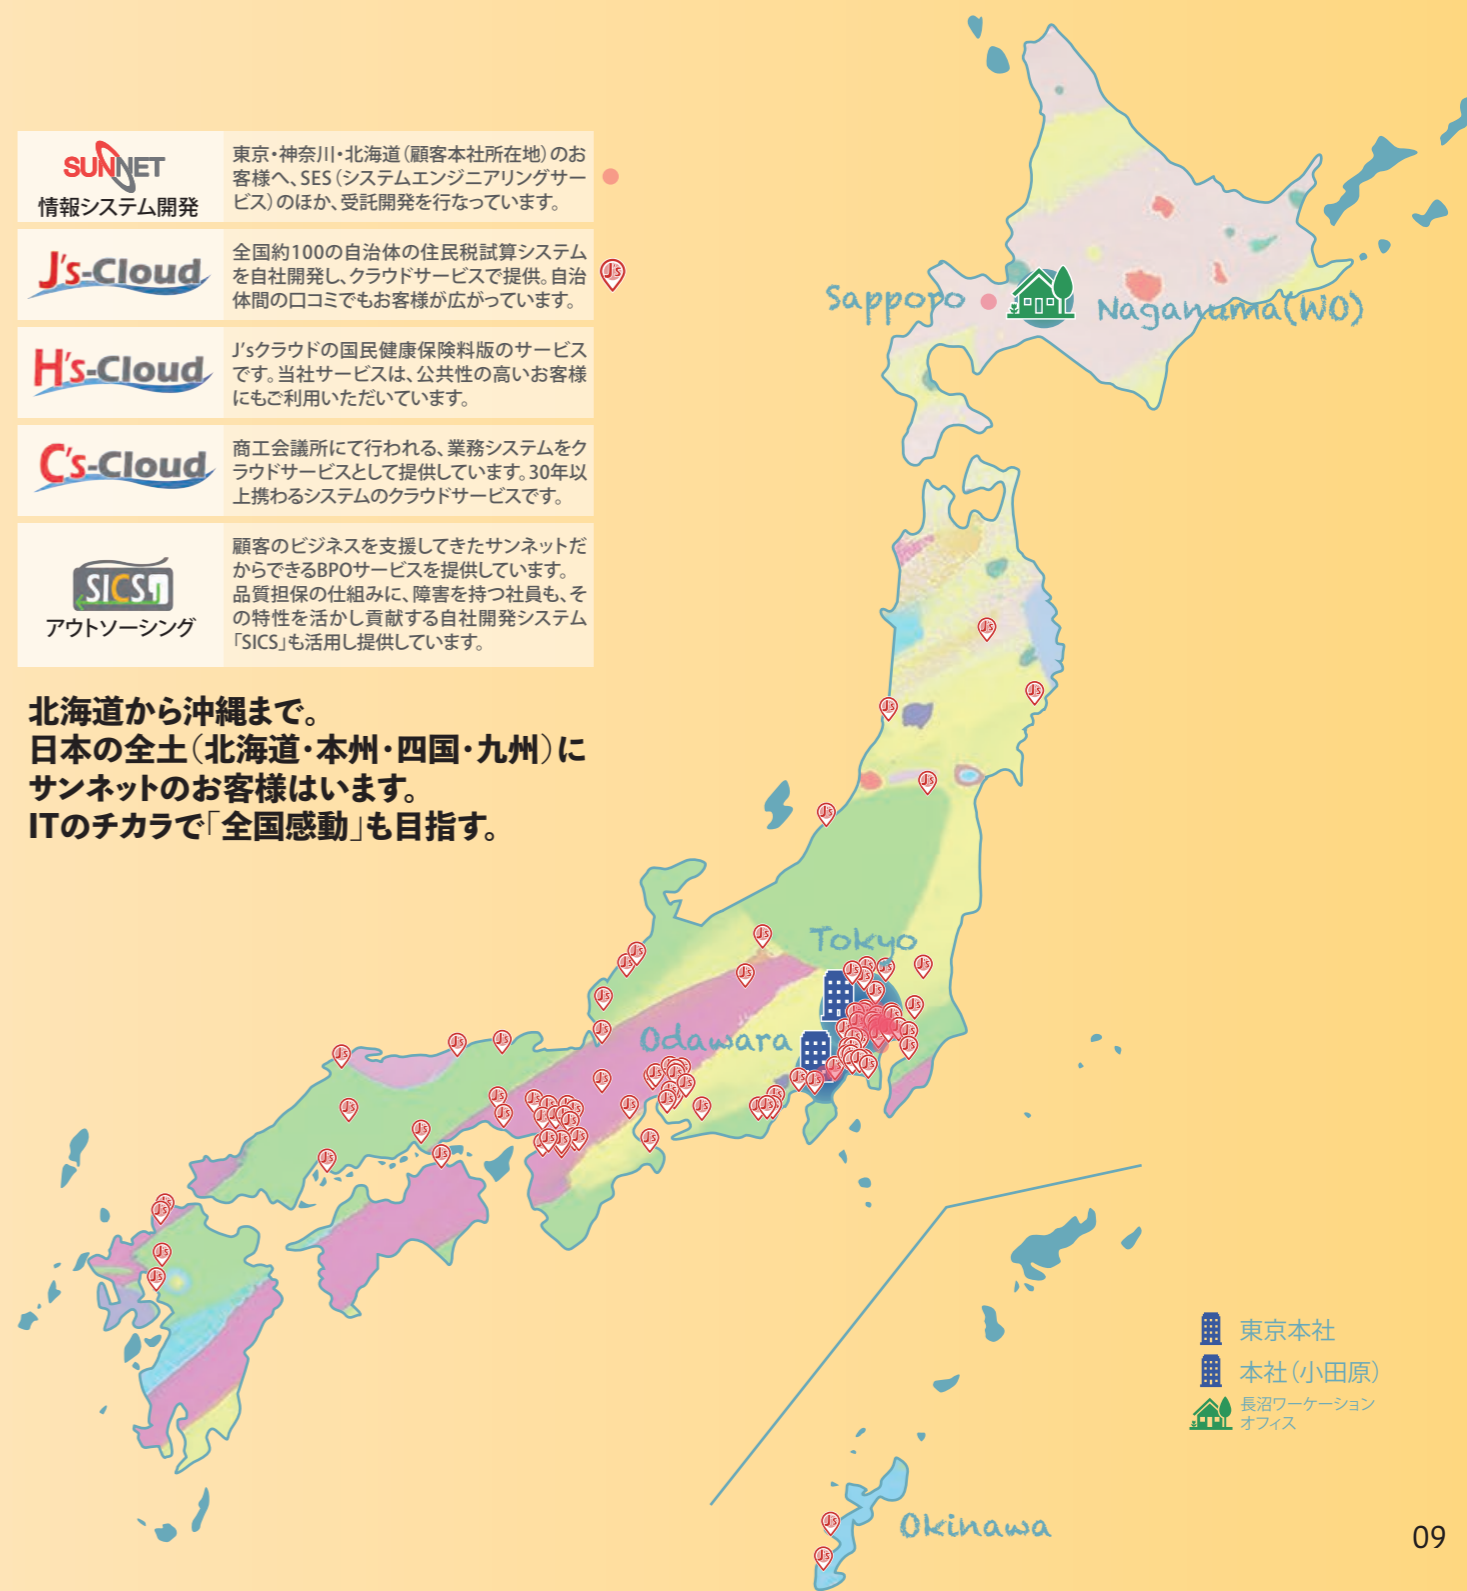 SUNNET
情報システム開発
東京・神奈川・北海道（顧客本社所在地）のお
客様へ、SES（システムエンジニアリングサー
ビス）のほか、受託開発を行なっています。
J's-Cloud
全国約100の自治体の住民税試算システム
を自社開発し、クラウドサービスで提供。自治
体間の口コミでもお客様が広がっています。
J's
H's-Cloud
J'sクラウドの国民健康保険料版のサービス
です。当社サービスは、公共性の高いお客様
にもご利用いただいています。
C's-Cloud
商工会議所にて行われる、業務システムをク
ラウドサービスとして提供しています。30年以
上携わるシステムのクラウドサービスです。
SICS
アウトソーシング
顧客のビジネスを支援してきたサンネットだ
からできるBPOサービスを提供しています。
品質担保の仕組みに、障害を持つ社員も、そ
の特性を活かし貢献する自社開発システム
「SICS」も活用し提供しています。
北海道から沖縄まで。
日本の全土（北海道・本州・四国・九州）に
サンネットのお客様はいます。
ITのチカラで「全国感動」も目指す。
Sapporo
Naganuma(WO)
Tokyo
Odawara
Okinawa
東京本社
本社（小田原）
長沼ワーケーション
オフィス
09